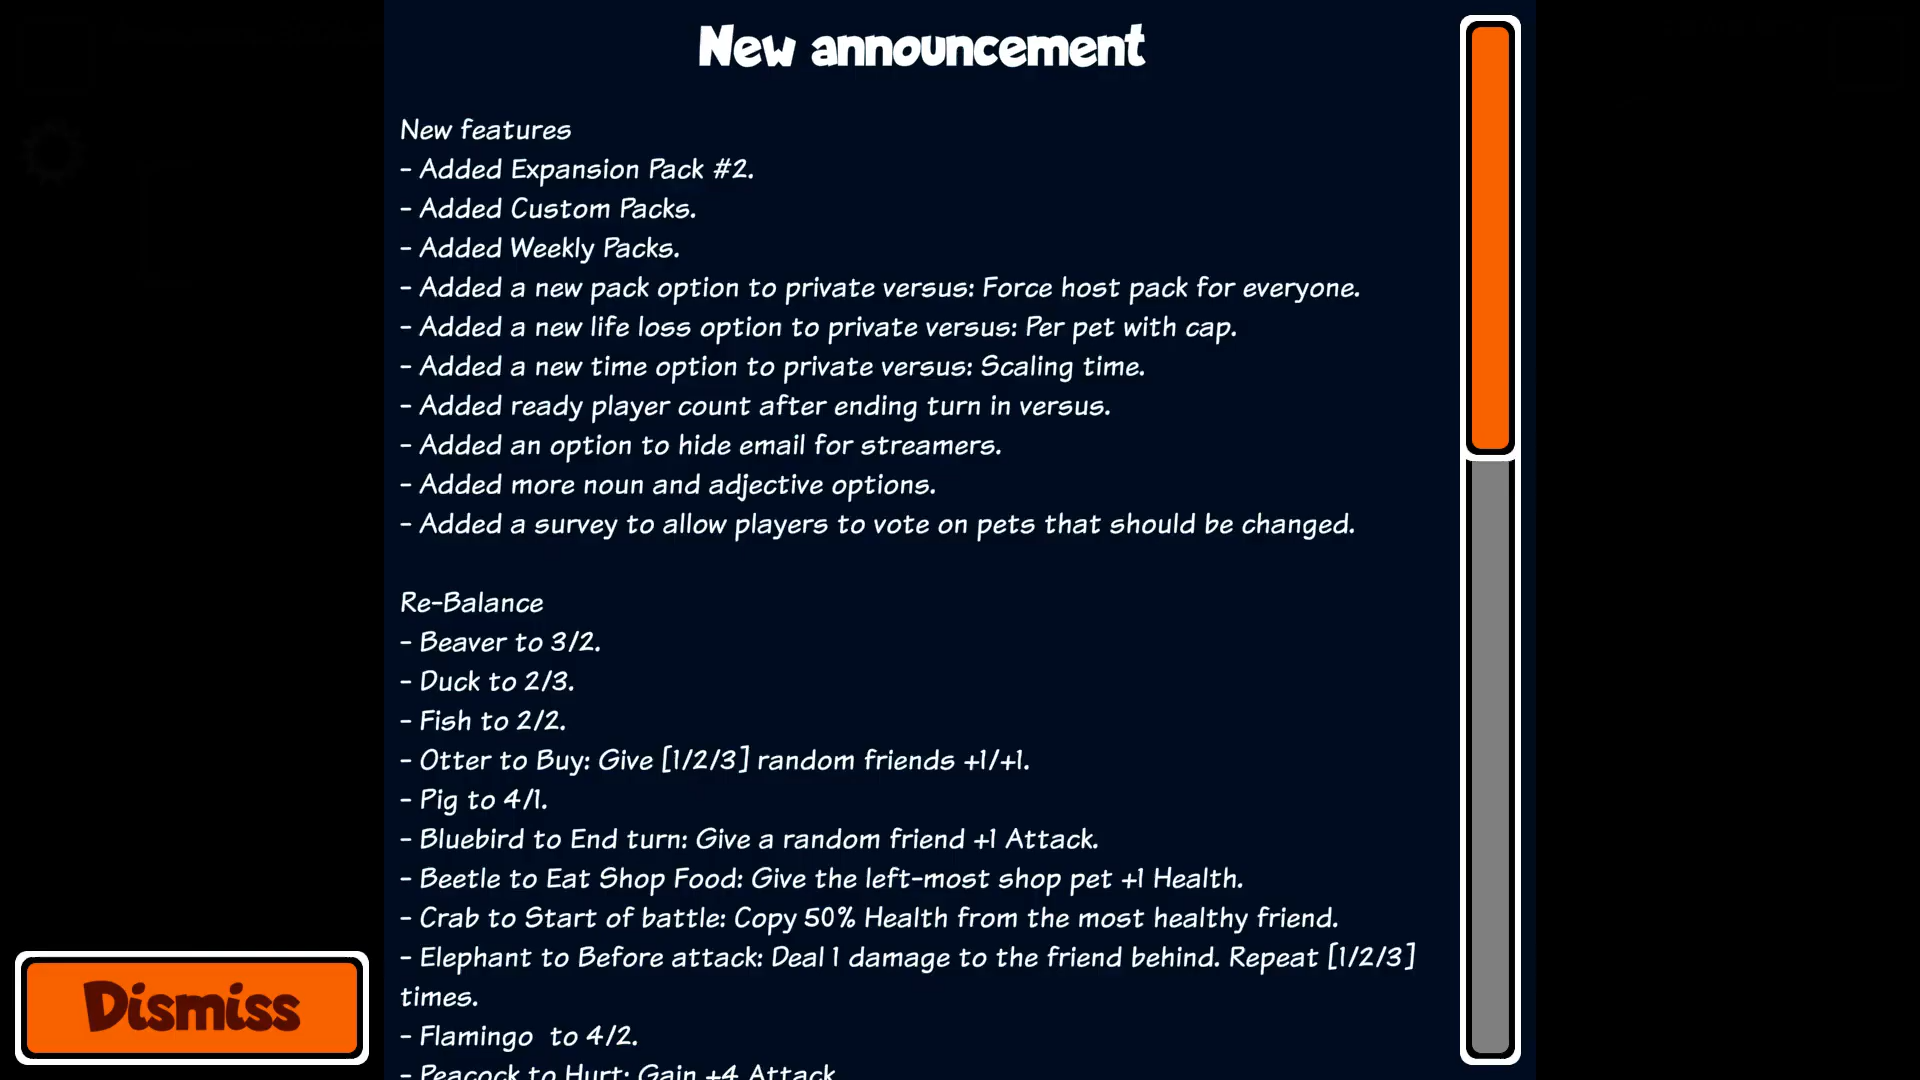 New announcement
New features
- Added Expansion Pack #2.
- Added Custom Packs.
- Added Weekly Packs.
- Added a new pack option to private versus: Force host pack for everyone.
- Added a new life loss option to private versus: Per pet with cap.
- Added a new time option to private versus: Scaling time.
- Added ready player count after ending turn in versus.
- Added an option to hide email for streamers.
- Added more noun and adjective options.
- Added a survey to allow players to vote on pets that should be changed.
Re-Balance
- Beaver to 3/2.
- Duck to 2/3.
- Fish to 2/2.
- Otter to Buy: Give [1/2/3] random friends +1/+1.
- Pig to 4/1.
- Bluebird to End turn: Give a random friend +1 Attack.
- Beetle to Eat Shop Food: Give the left-most shop pet +1 Health.
- Crab to Start of battle: Copy 50% Health from the most healthy friend.
- Elephant to Before attack: Deal 1 damage to the friend behind. Repeat [1/2/3]
times.
- Flamingo  to 4/2.
- Peacock to Hurt: Gain +4 Attack
Dismiss